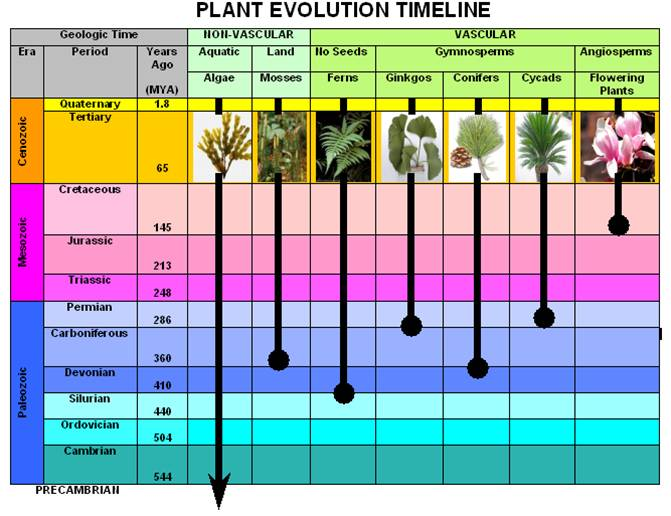 PLANT EVOLUTION TIMELINE
Geologic Time NON-VASCULAR VASCULAR
Era Period Years Ago (MYA) Aquatic Land No Seeds Gymnosperms Angiosperms
Algae Mosses Ferns Ginkgos Conifers Cycads Flowering Plants
Cenozoic
Quaternary 1.8
Tertiary 65
Mesozoic
Cretaceous 145
Jurassic 213
Triassic 248
Paleozoic
Permian 286
Carboniferous 360
Devonian 410
Silurian 440
Ordovician 504
Cambrian 544
PRECAMBRIAN